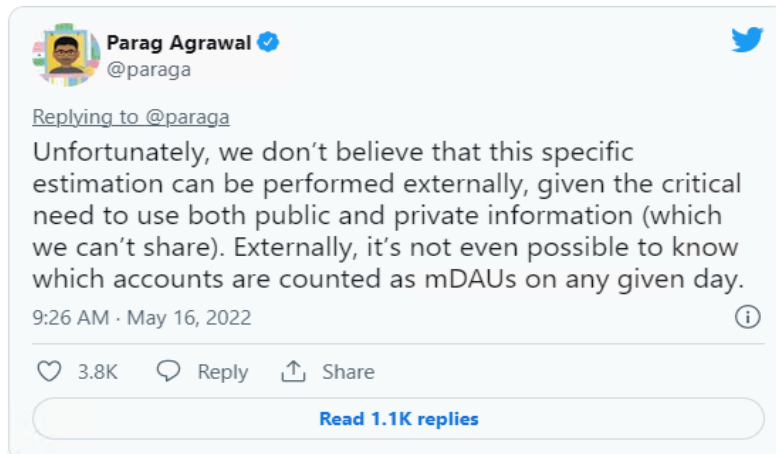 Parag Agrawal
@paraga
Replying to @paraga
Unfortunately, we don’t believe that this specific
estimation can be performed externally, given the critical
need to use both public and private information (which
we can’t share). Externally, it’s not even possible to know
which accounts are counted as mDAUs on any given day.
9:26 AM · May 16, 2022
3.8K Reply Share
Read 1.1K replies